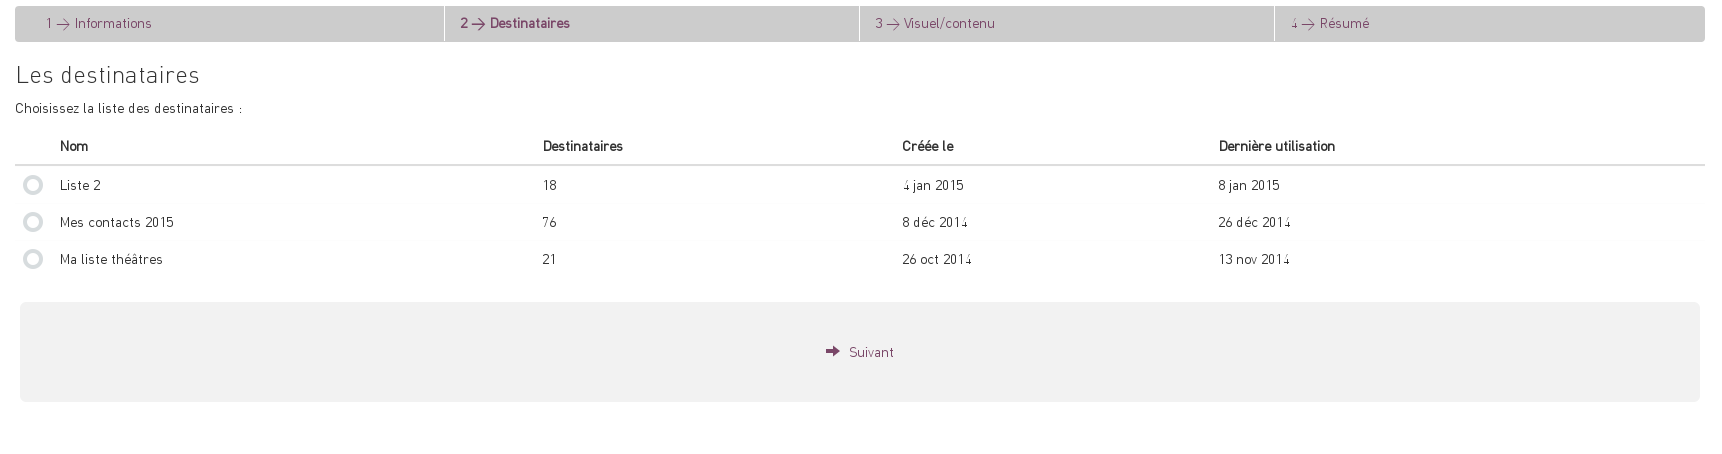 1 → Informations 2 → Destinataires 3 → Visuel/contenu 4 → Résumé
Les destinataires
Choisissez la liste des destinataires :
Nom Destinataires Créée le Dernière utilisation
Liste 2 18 4 jan 2015 8 jan 2015
Mes contacts 2015 76 8 déc 2014 26 déc 2014
Ma liste théâtres 21 26 oct 2014 13 nov 2014
Suivant